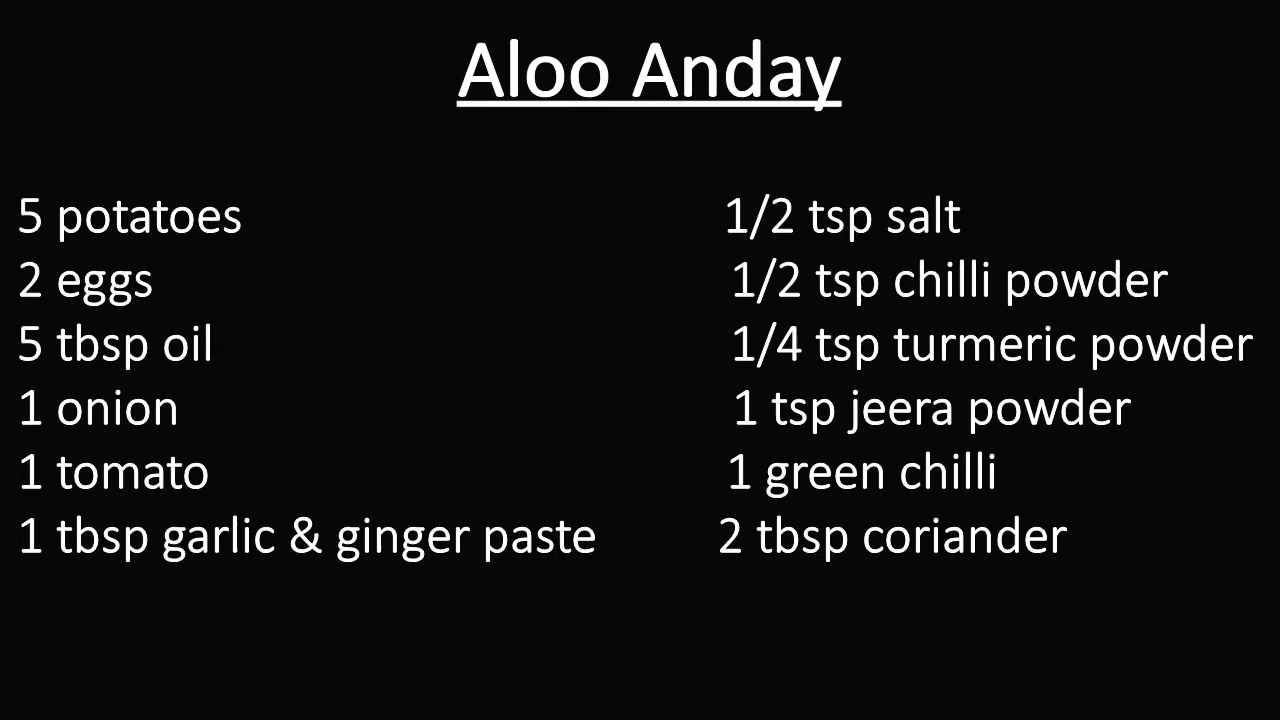 Aloo Anday
5 potatoes
2 eggs
5 tbsp oil
1 onion
1 tomato
1 tbsp garlic & ginger paste
1/2 tsp salt
1/2 tsp chilli powder
1/4 tsp turmeric powder
1 tsp jeera powder
1 green chilli
2 tbsp coriander